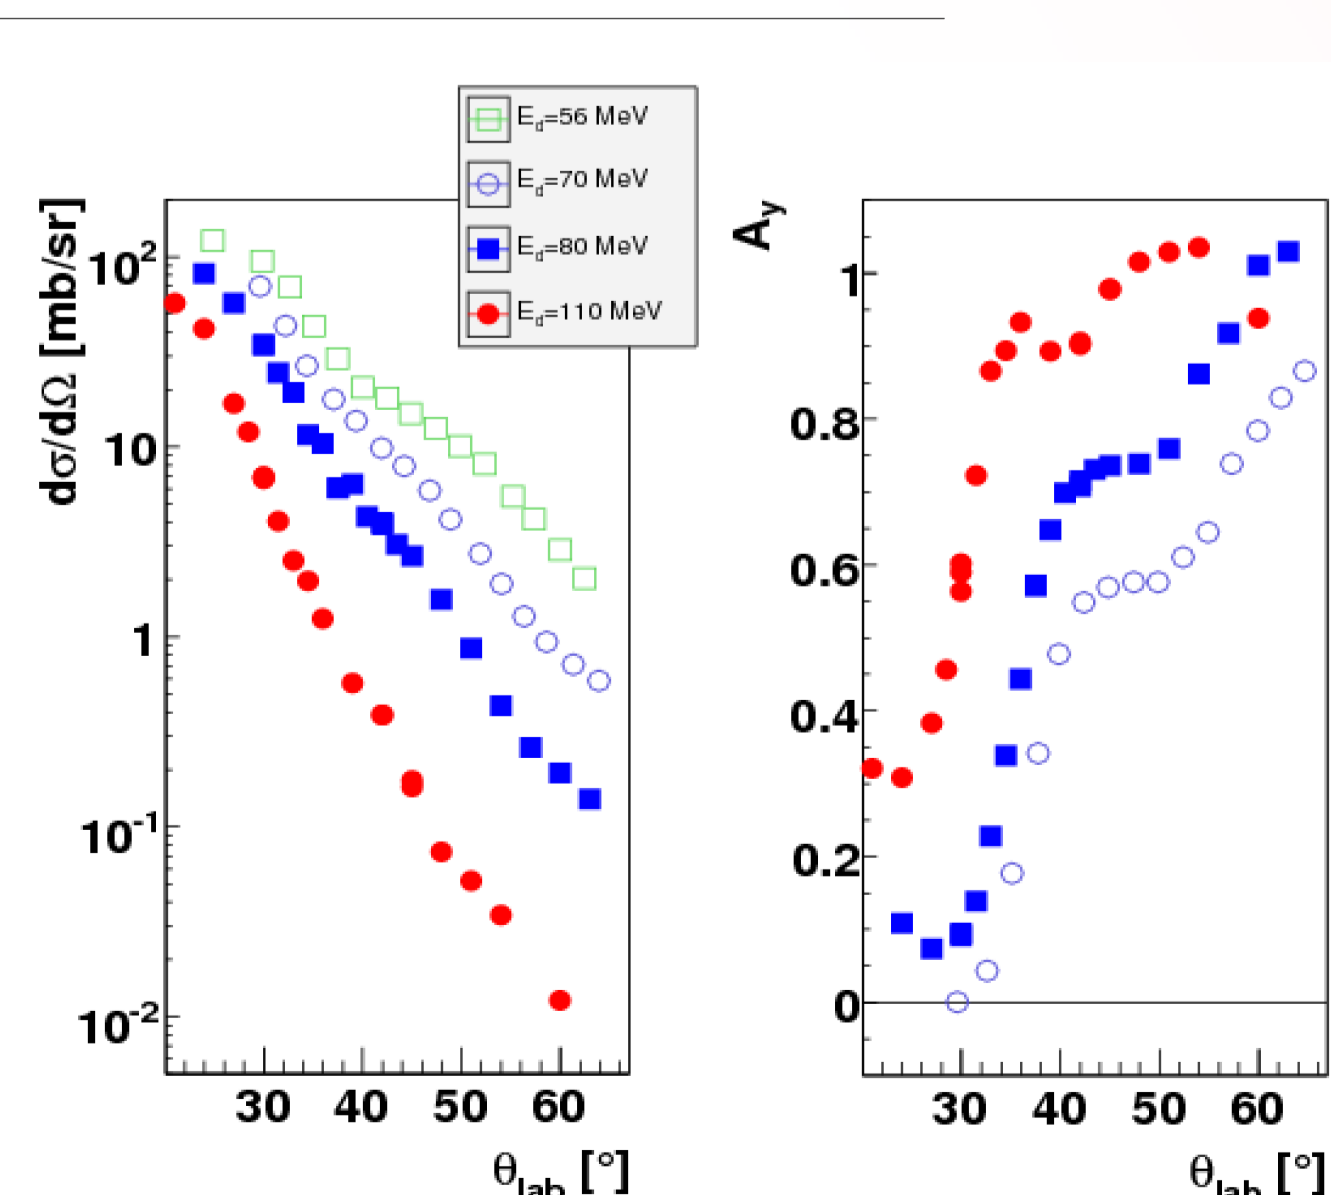 E_d=56 MeV
E_d=70 MeV
E_d=80 MeV
E_d=110 MeV
dσ/dΩ [mb/sr]
10²
10
1
10⁻¹
10⁻²
30 40 50 60
θ_lab [°]
A_y
1
0.8
0.6
0.4
0.2
0
30 40 50 60
θ_lab [°]